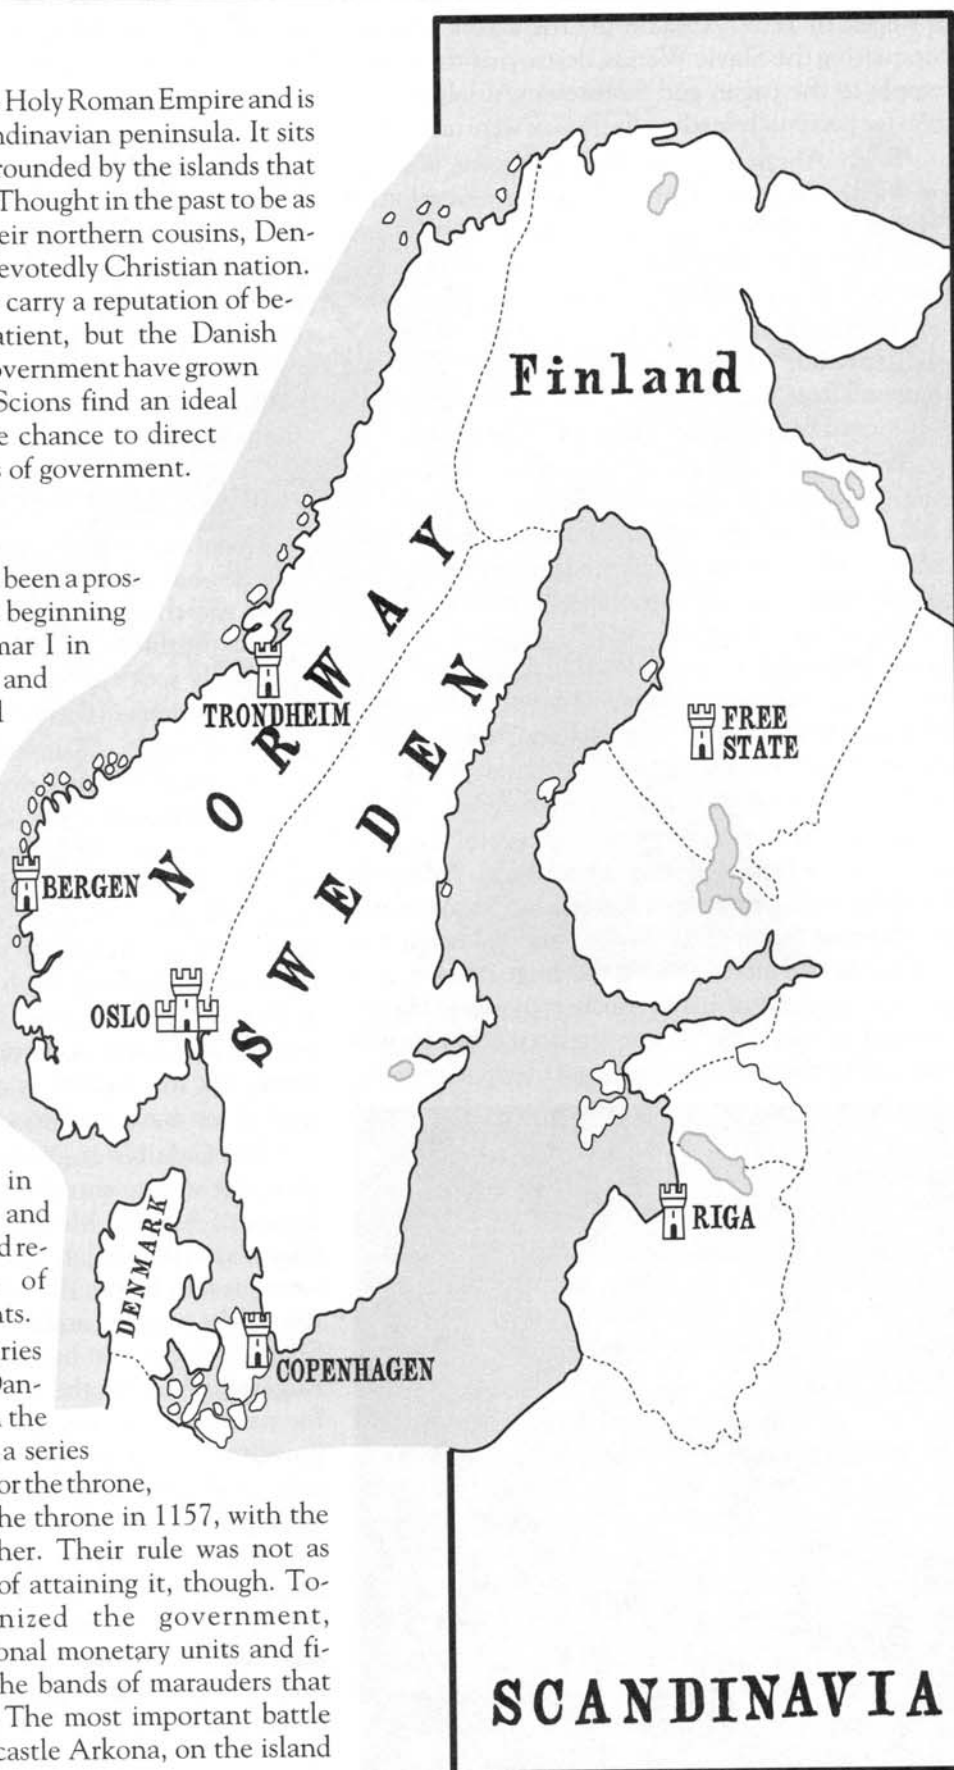 Holy Roman Empire and is
ndinavian peninsula. It sits
rounded by the islands that
Thought in the past to be as
eir northern cousins, Den-
evotedly Christian nation.
carry a reputation of be-
atient, but the Danish
overnment have grown
Scions find an ideal
e chance to direct
s of government.
been a pros-
beginning
mar I in
and
in
and
d re-
of
ats.
ries
Dan-
the
a series
or the throne,
he throne in 1157, with the
her. Their rule was not as
of attaining it, though. To-
nized the government,
onal monetary units and fi-
he bands of marauders that
The most important battle
castle Arkona, on the island
Finland
NORWAY
SWEDEN
TRONDHEIM
FREE
STATE
BERGEN
OSLO
RIGA
DENMARK
COPENHAGEN
SCANDINAVIA